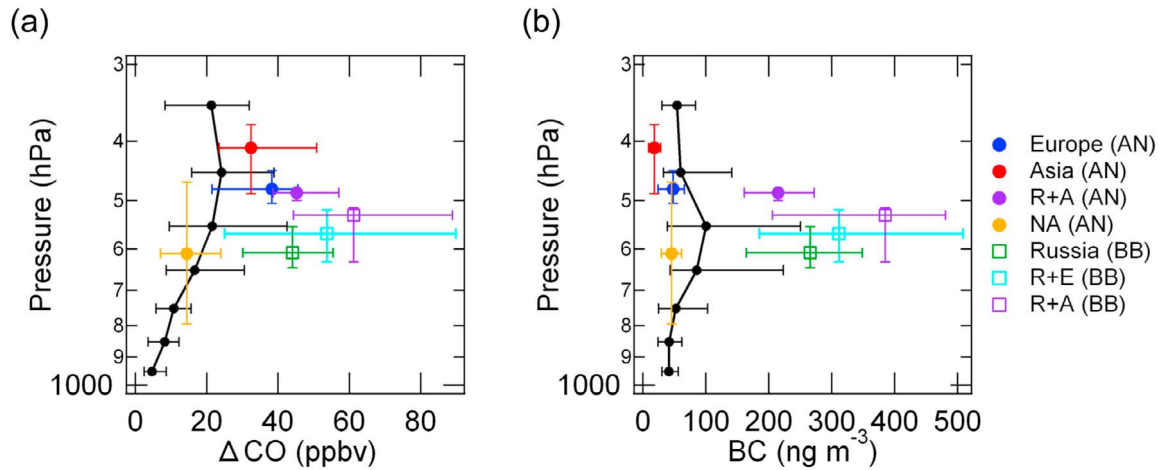 (a)
Pressure (hPa)
3
4
5
6
7
8
9
1000
0 20 40 60 80
Δ CO (ppbv)
(b)
Pressure (hPa)
3
4
5
6
7
8
9
1000
0 100 200 300 400 500
BC (ng m⁻³)
Europe (AN)
Asia (AN)
R+A (AN)
NA (AN)
Russia (BB)
R+E (BB)
R+A (BB)